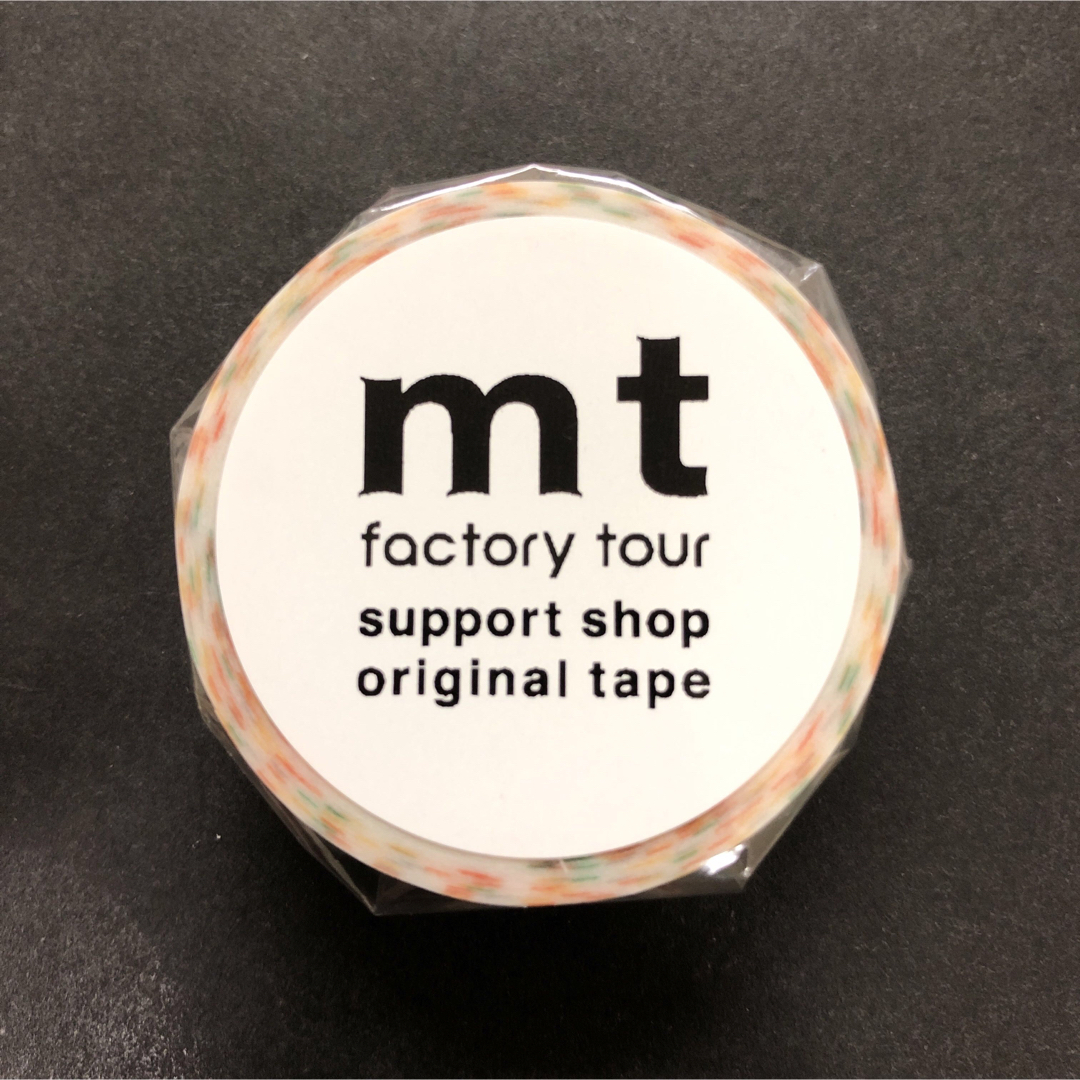 mt
factory tour
support shop
original tape